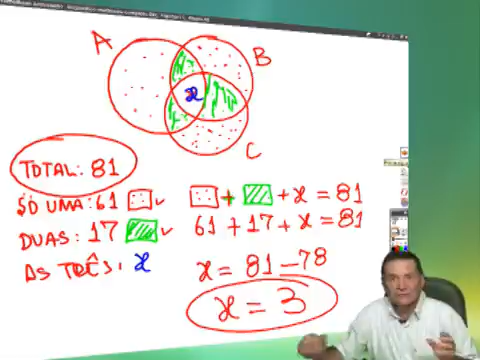 A
B
x
C
TOTAL: 81
SÓ UMA: 61
DUAS: 17
AS TRÊS: x
+ + x = 81
61 + 17 + x = 81
x = 81 - 78
x = 3